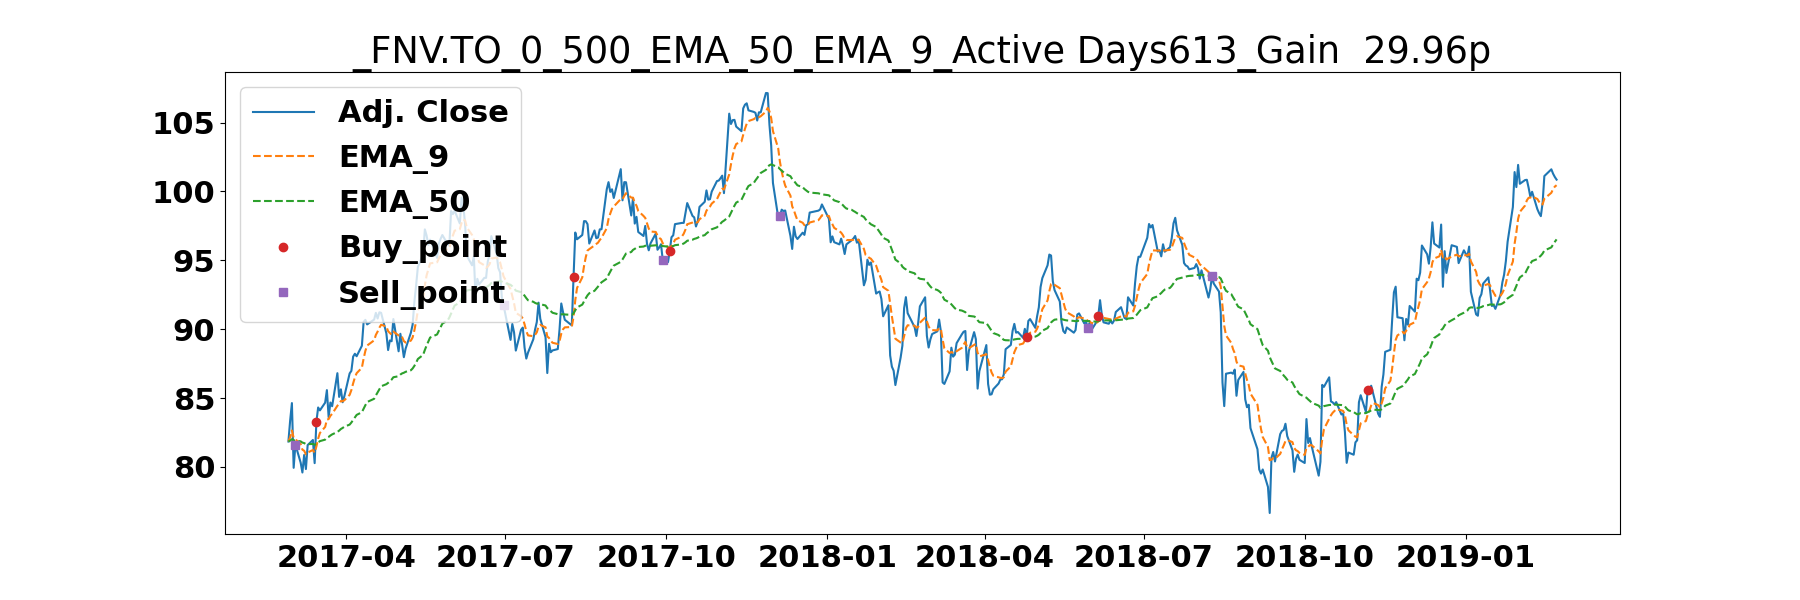 _FNV.TO_0_500_EMA_50_EMA_9_Active Days613_Gain  29.96p
Adj. Close
EMA_9
EMA_50
Buy_point
Sell_point
105
100
95
90
85
80
2017-04 2017-07 2017-10 2018-01 2018-04 2018-07 2018-10 2019-01